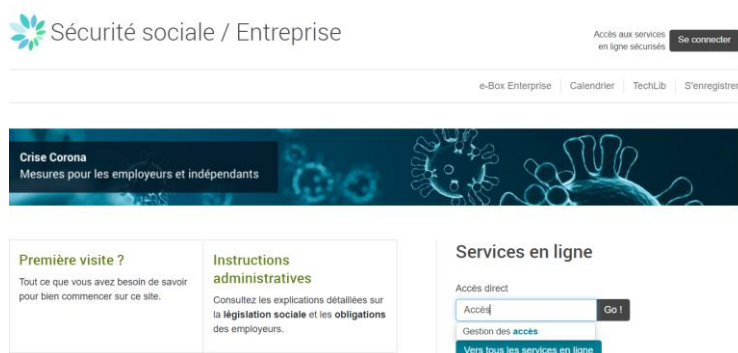 Sécurité sociale / Entreprise
Accès aux services
en ligne sécurisés
Se connecter
e-Box Enterprise
Calendrier
TechLib
S'enregistrer
Crise Corona
Mesures pour les employeurs et indépendants
Première visite ?
Tout ce que vous avez besoin de savoir
pour bien commencer sur ce site.
Instructions
administratives
Consultez les explications détaillées sur
la législation sociale et les obligations
des employeurs.
Services en ligne
Accès direct
Accès
Go !
Gestion des accès
Vers tous les services en ligne